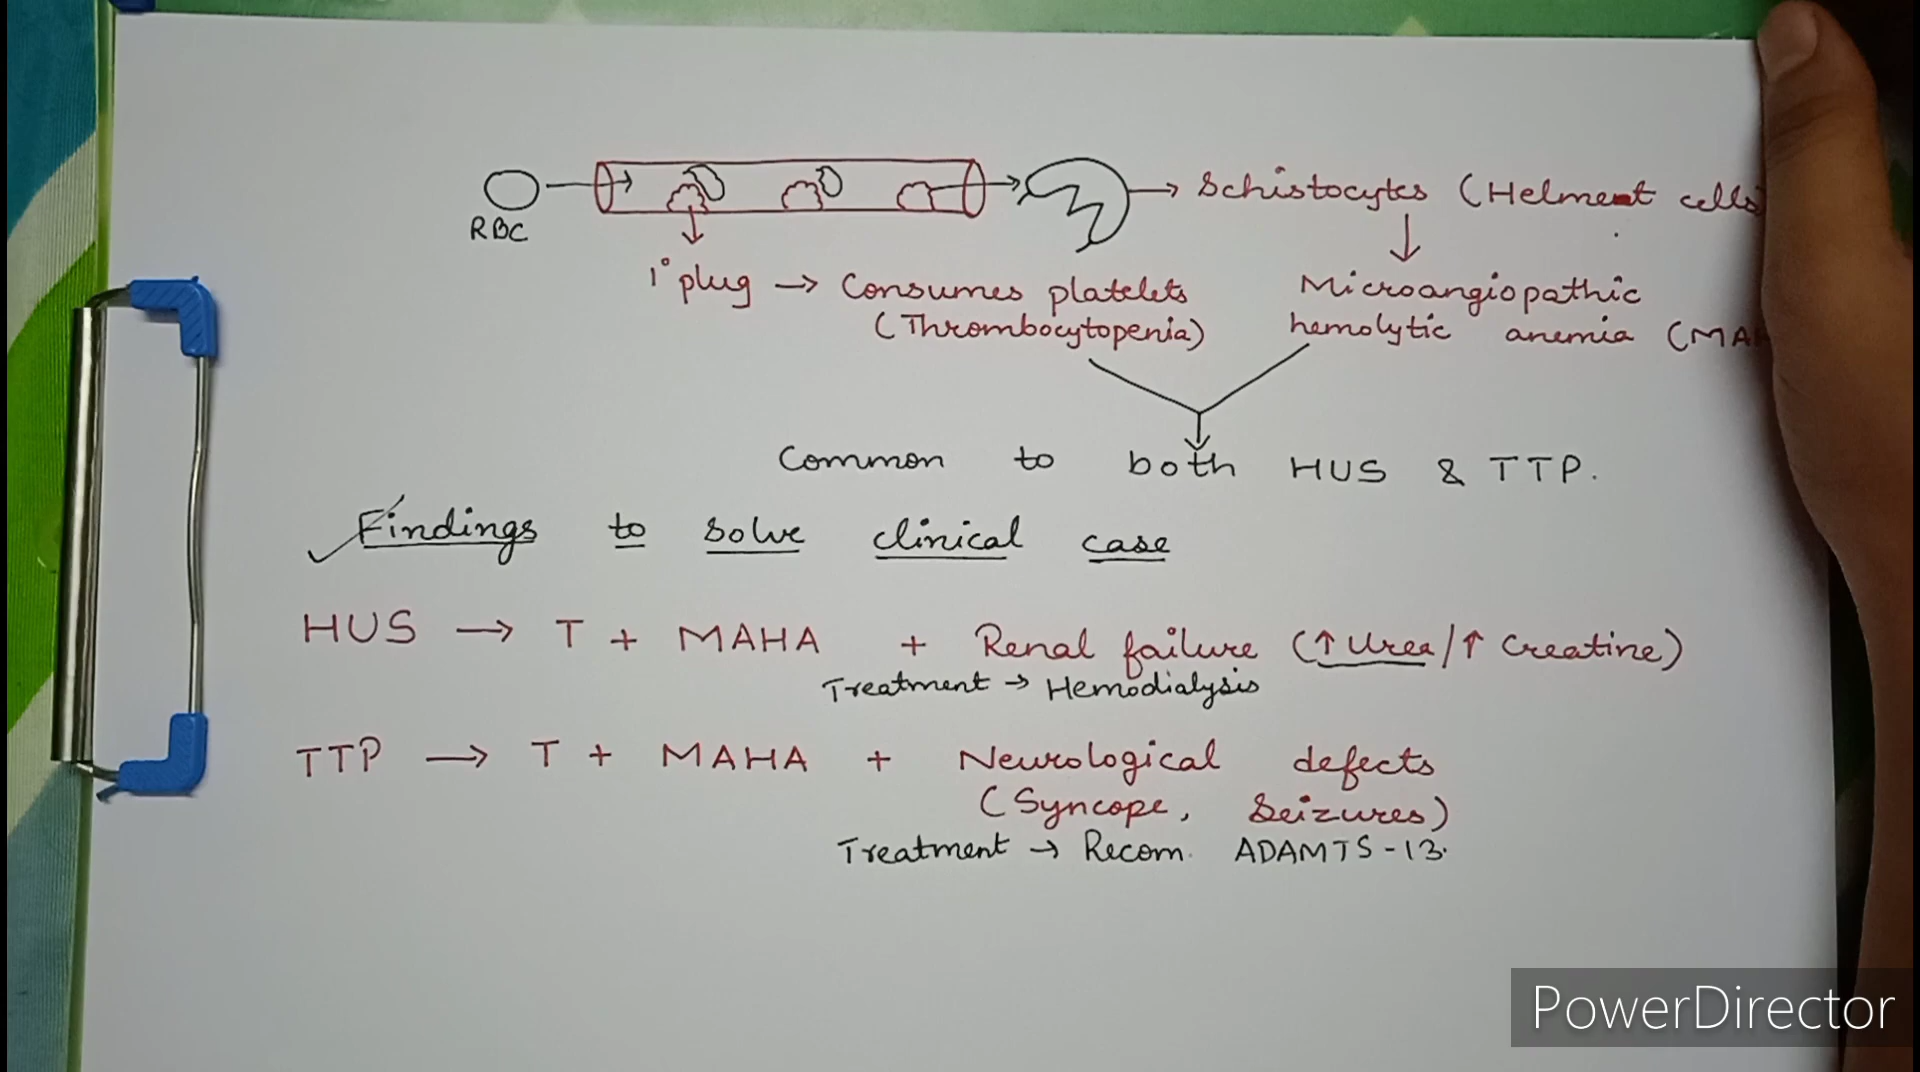 RBC → Schistocytes (Helment cells
1° plug → Consumes platelets
(Thrombocytopenia)
Microangiopathic
hemolytic anemia (MA
Common to both HUS & TTP.
Findings to solve clinical case
HUS → T + MAHA + Renal failure (↑ Urea/↑ Creatine)
Treatment → Hemodialysis
TTP → T + MAHA + Neurological defects
(Syncope, Seizures)
Treatment → Recom. ADAMTS-13.
PowerDirector